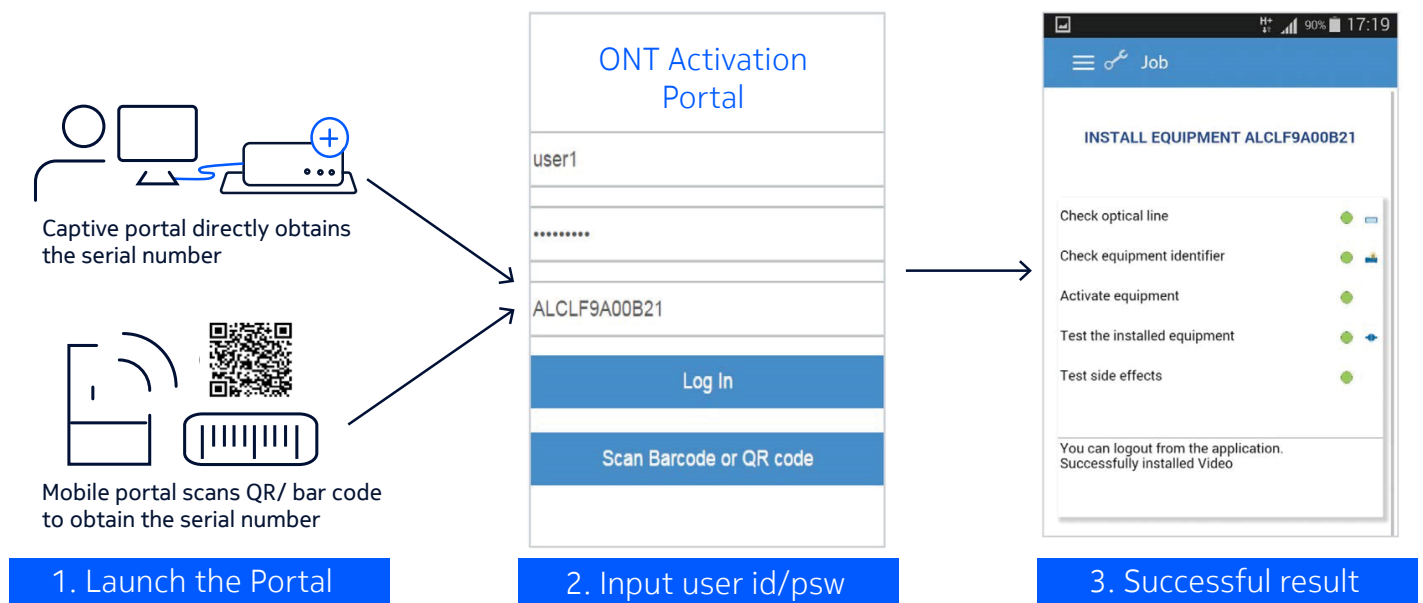 Captive portal directly obtains
the serial number
Mobile portal scans QR/ bar code
to obtain the serial number
1. Launch the Portal
ONT Activation
Portal
user1
•••••••••
ALCLF9A00B21
Log In
Scan Barcode or QR code
2. Input user id/psw
H+ 90% 17:19
Job
INSTALL EQUIPMENT ALCLF9A00B21
Check optical line
Check equipment identifier
Activate equipment
Test the installed equipment
Test side effects
You can logout from the application.
Successfully installed Video
3. Successful result